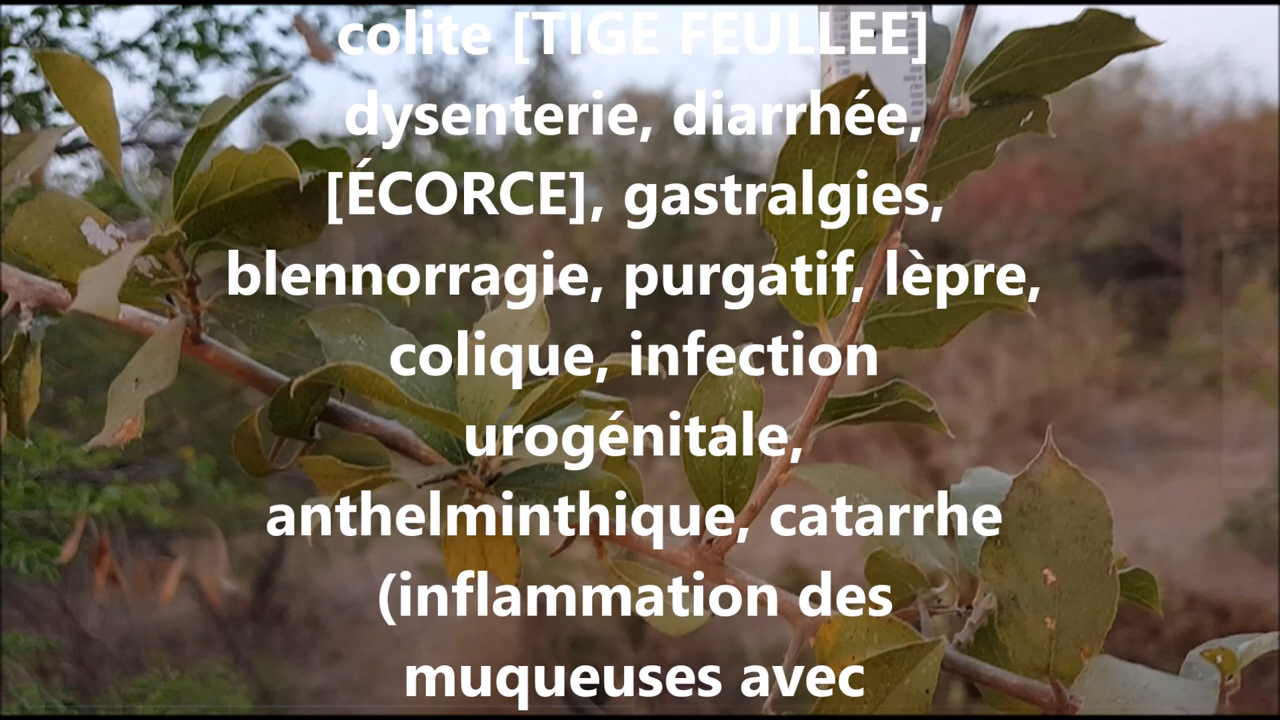 colite [TIGE FEULLEE]
dysenterie, diarrhée,
[ÉCORCE], gastralgies,
blennorragie, purgatif, lèpre,
colique, infection
urogénitale,
anthelminthique, catarrhe
(inflammation des
muqueuses avec